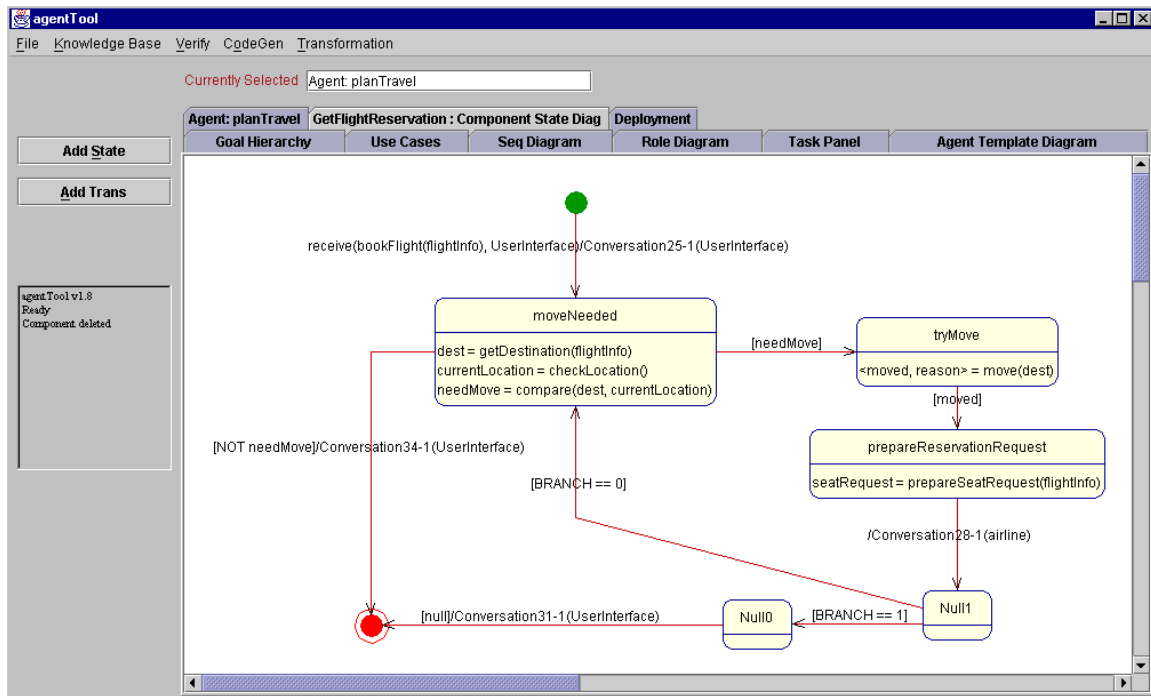 agentTool
File Knowledge Base Verify CodeGen Transformation
Currently Selected Agent: planTravel
Agent: planTravel GetFlightReservation : Component State Diag Deployment
Goal Hierarchy Use Cases Seq Diagram Role Diagram Task Panel Agent Template Diagram
Add State
Add Trans
agentTool v1.8
Ready
Component deleted
receive(bookFlight(flightInfo), UserInterface)/Conversation25-1(UserInterface)
moveNeeded
dest = getDestination(flightInfo)
currentLocation = checkLocation()
needMove = compare(dest, currentLocation)
[needMove]
tryMove
<moved, reason> = move(dest)
[moved]
prepareReservationRequest
seatRequest = prepareSeatRequest(flightInfo)
[NOT needMove]/Conversation34-1(UserInterface)
[BRANCH == 0]
/Conversation28-1(airline)
Null1
[BRANCH == 1]
Null0
[null]/Conversation31-1(UserInterface)